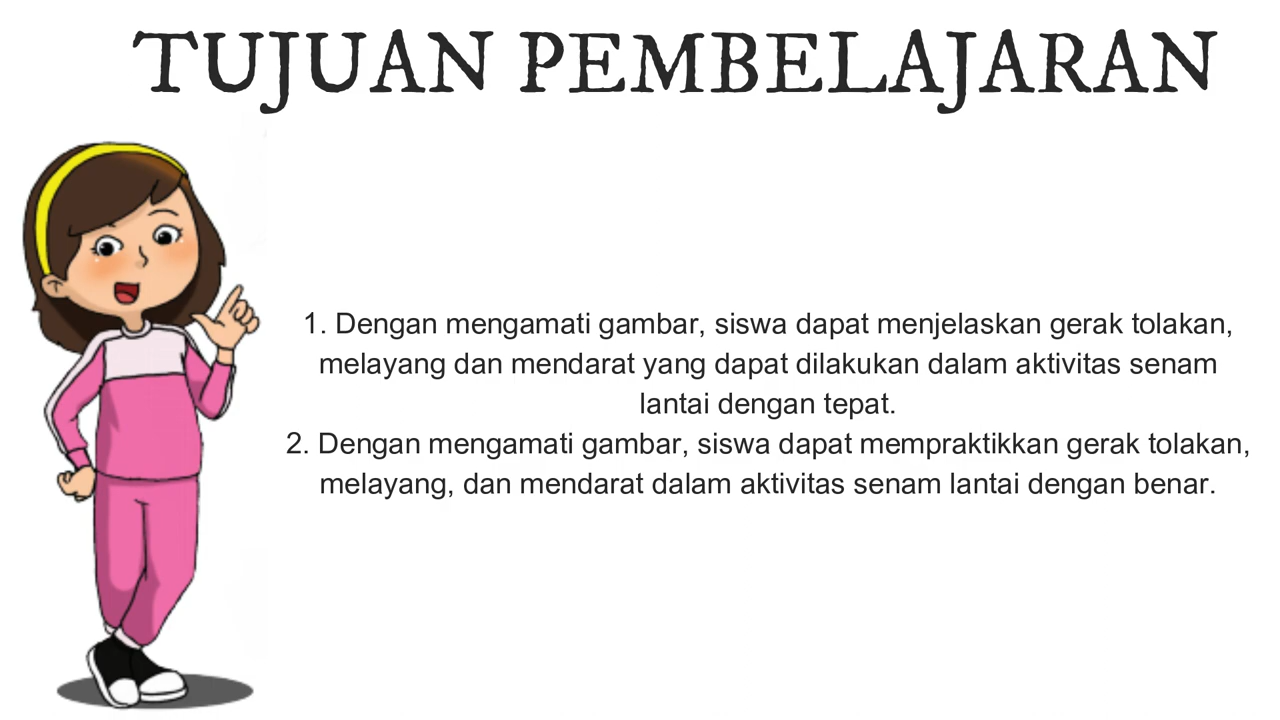 TUJUAN PEMBELAJARAN
1. Dengan mengamati gambar, siswa dapat menjelaskan gerak tolakan,
melayang dan mendarat yang dapat dilakukan dalam aktivitas senam
lantai dengan tepat.
2. Dengan mengamati gambar, siswa dapat mempraktikkan gerak tolakan,
melayang, dan mendarat dalam aktivitas senam lantai dengan benar.